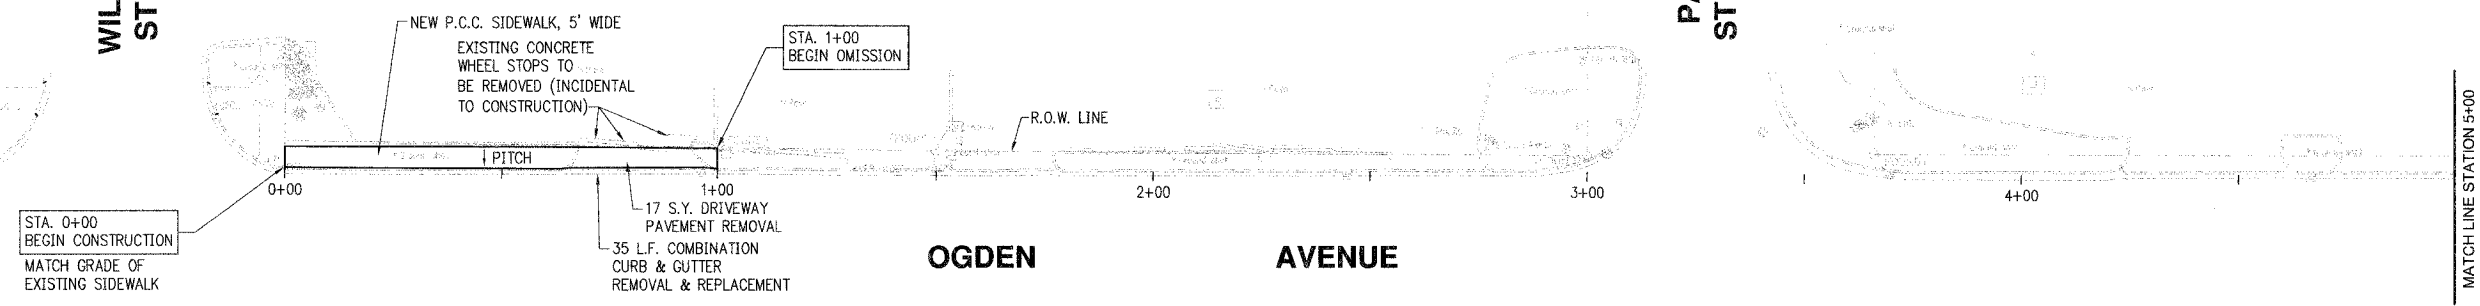 WIL
ST
NEW P.C.C. SIDEWALK, 5' WIDE
EXISTING CONCRETE
WHEEL STOPS TO
BE REMOVED (INCIDENTAL
TO CONSTRUCTION)
STA. 1+00
BEGIN OMISSION
PA
ST
R.O.W. LINE
PITCH
0+00
1+00
2+00
3+00
4+00
STA. 0+00
BEGIN CONSTRUCTION
MATCH GRADE OF
EXISTING SIDEWALK
17 S.Y. DRIVEWAY
PAVEMENT REMOVAL
35 L.F. COMBINATION
CURB & GUTTER
REMOVAL & REPLACEMENT
OGDEN AVENUE
MATCH LINE STATION 5+00